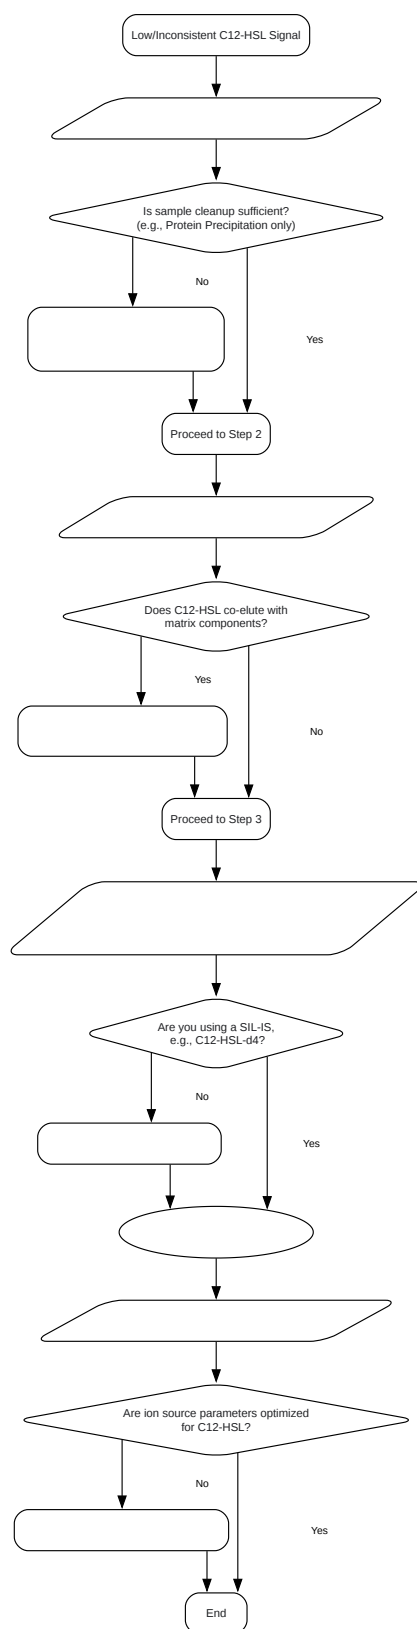 Low/Inconsistent C12-HSL Signal
Is sample cleanup sufficient?
(e.g., Protein Precipitation only)
No
Yes
Proceed to Step 2
Does C12-HSL co-elute with
matrix components?
Yes
No
Proceed to Step 3
Are you using a SIL-IS,
e.g., C12-HSL-d4?
No
Yes
Are ion source parameters optimized
for C12-HSL?
No
Yes
End